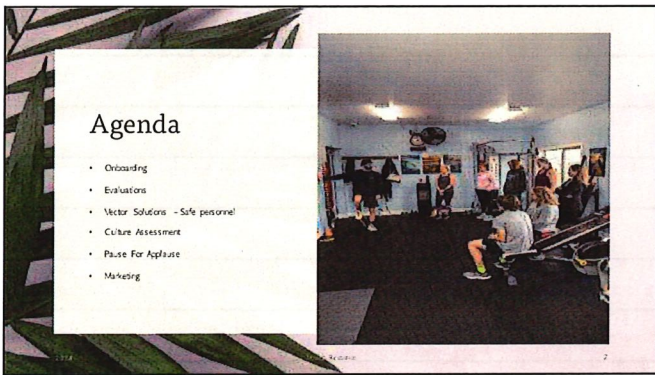 Agenda
• Onboarding
• Evaluations
• Vector Solutions – Safe personnel
• Culture Assessment
• Pause For Applause
• Marketing
2